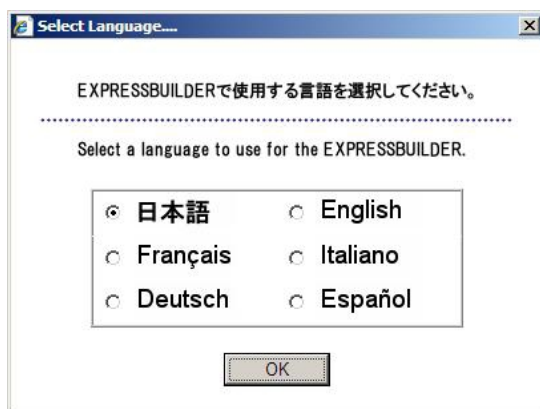 Select Language....
EXPRESSBUILDERで使用する言語を選択してください。
Select a language to use for the EXPRESSBUILDER.
日本語 English
Français Italiano
Deutsch Español
OK